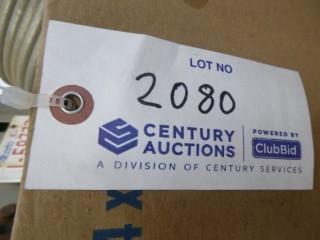 LOT NO
2080
CENTURY AUCTIONS
POWERED BY
ClubBid
A DIVISION OF CENTURY SERVICES
x t